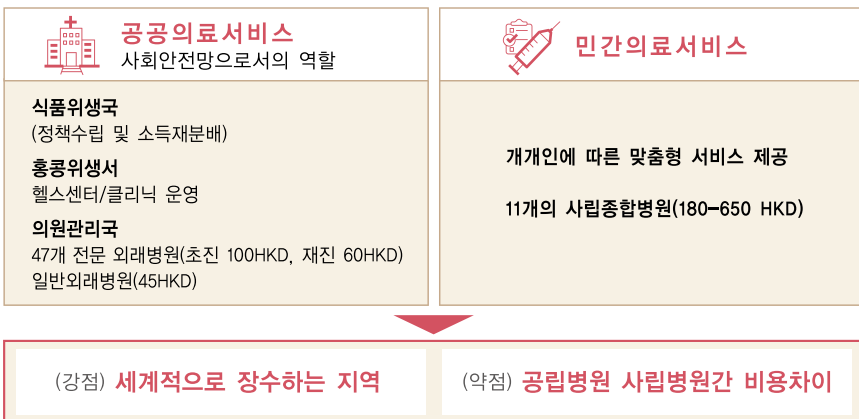 공공의료서비스
사회안전망으로서의 역할
식품위생국
(정책수립 및 소득재분배)
홍콩위생서
헬스센터/클리닉 운영
의원관리국
47개 전문 외래병원(초진 100HKD, 재진 60HKD)
일반외래병원(45HKD)
민간의료서비스
개개인에 따른 맞춤형 서비스 제공
11개의 사립종합병원(180-650 HKD)
(강점) 세계적으로 장수하는 지역
(약점) 공립병원 사립병원간 비용차이